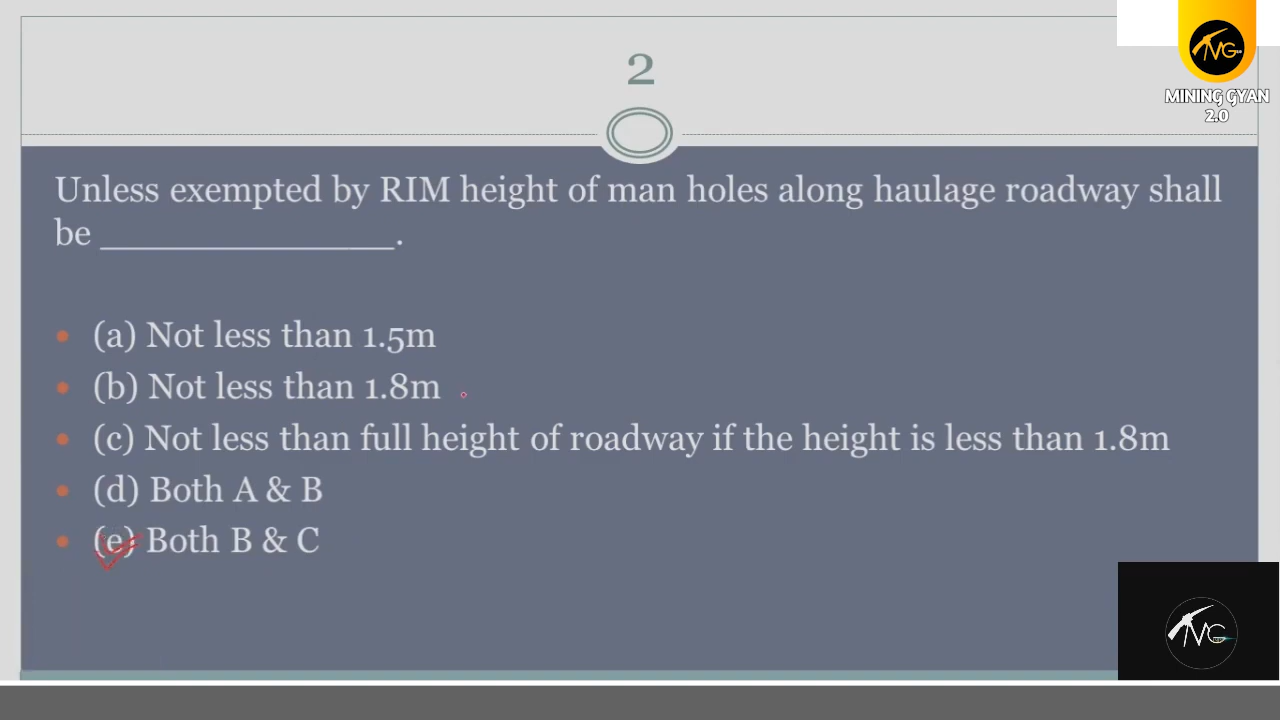 2
MINING GYAN
2.0
Unless exempted by RIM height of man holes along haulage roadway shall
be ________________.
(a) Not less than 1.5m
(b) Not less than 1.8m
(c) Not less than full height of roadway if the height is less than 1.8m
(d) Both A & B
(e) Both B & C